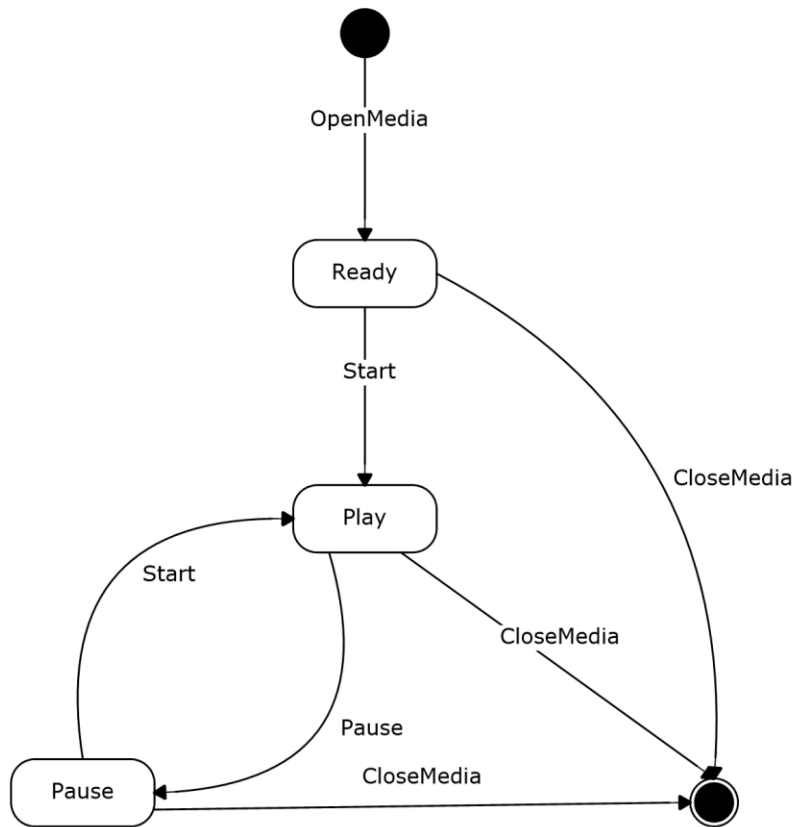 OpenMedia
Ready
Start
CloseMedia
Play
Start
CloseMedia
Pause
CloseMedia
Pause